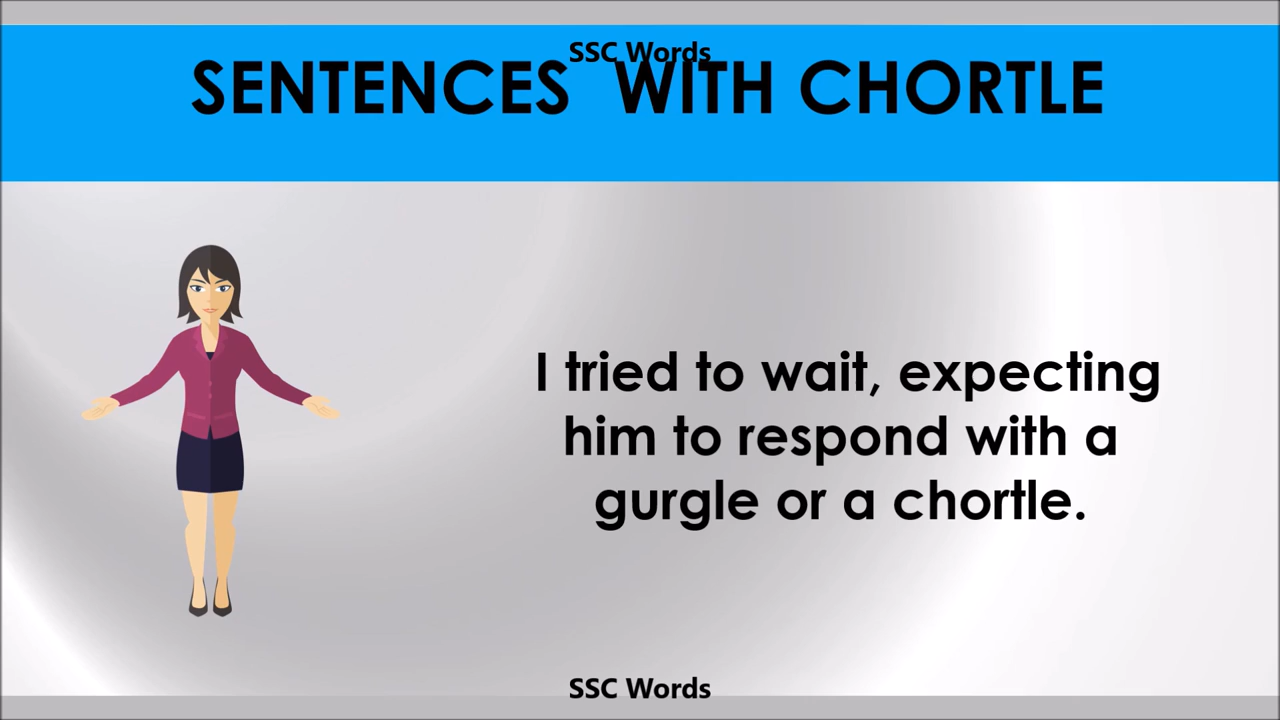 SSC Words
SENTENCES WITH CHORTLE
I tried to wait, expecting
him to respond with a
gurgle or a chortle.
SSC Words